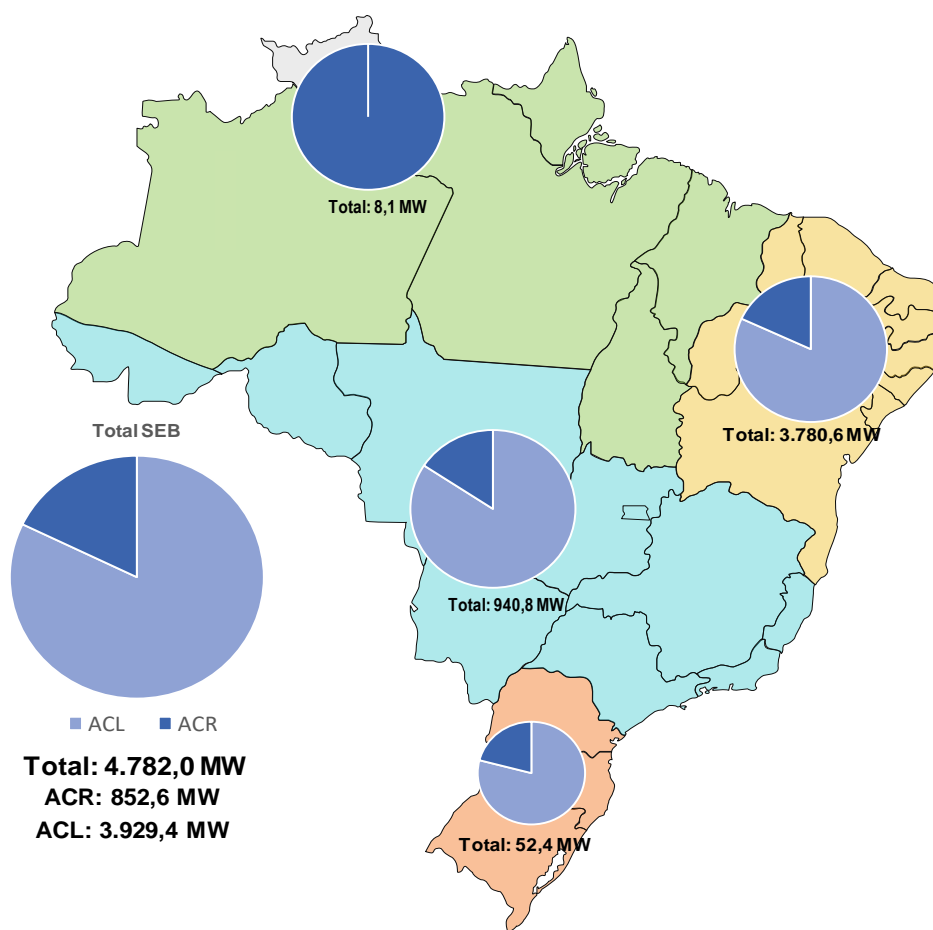 Total: 8,1 MW
Total: 3.780,6 MW
Total SEB
Total: 940,8 MW
ACL ACR
Total: 4.782,0 MW
ACR: 852,6 MW
ACL: 3.929,4 MW
Total: 52,4 MW